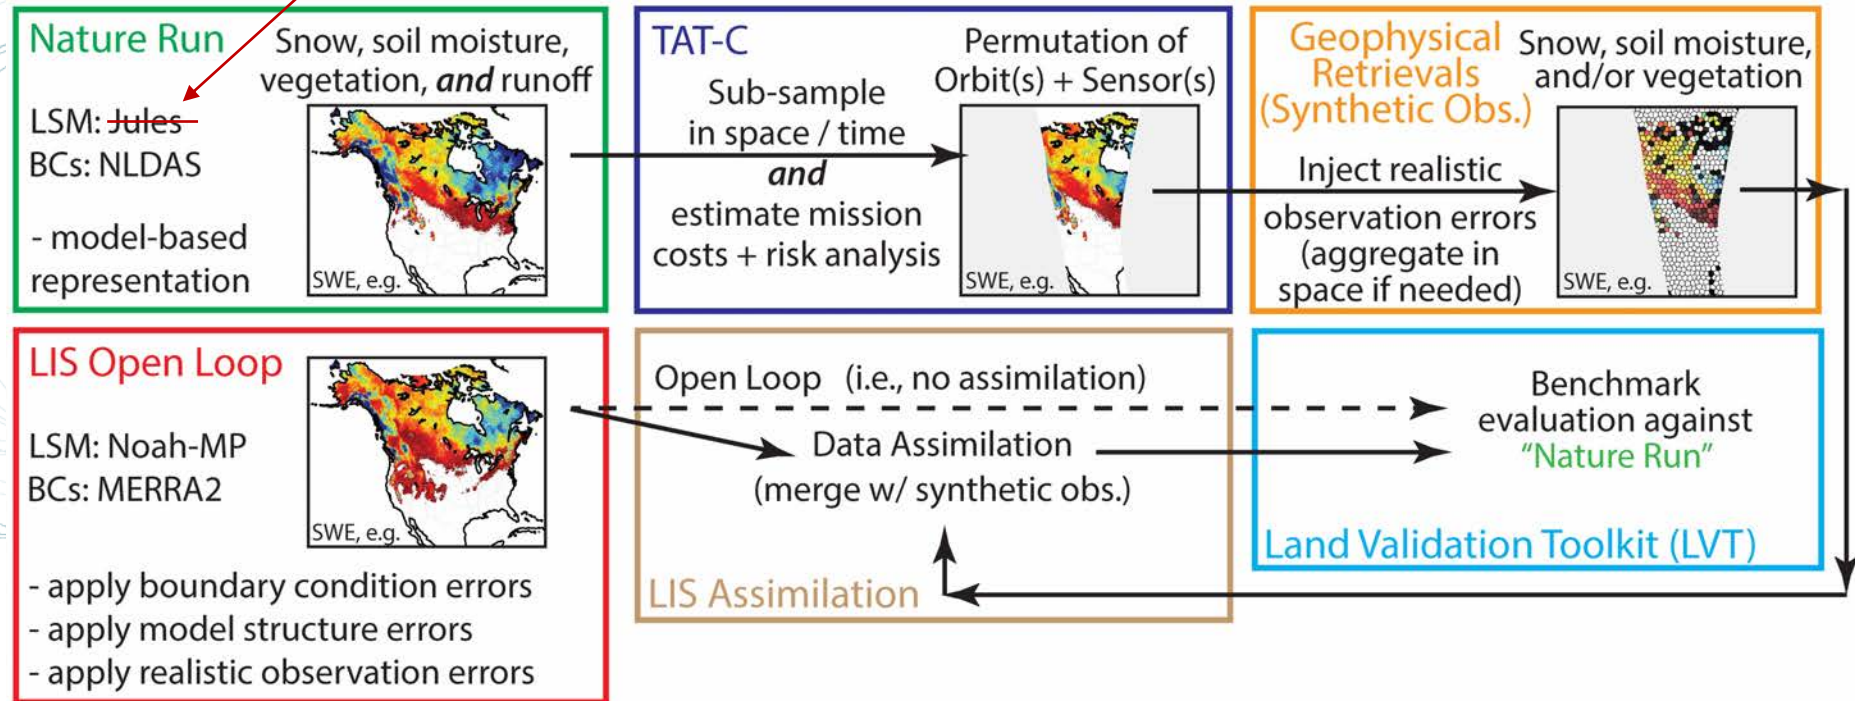 Nature Run
Snow, soil moisture,
vegetation, and runoff
LSM: Jules
BCs: NLDAS
- model-based
representation
SWE, e.g.
TAT-C
Sub-sample
in space / time
and
estimate mission
costs + risk analysis
Permutation of
Orbit(s) + Sensor(s)
SWE, e.g.
Geophysical
Retrievals
(Synthetic Obs.)
Snow, soil moisture,
and/or vegetation
Inject realistic
observation errors
(aggregate in
space if needed)
SWE, e.g.
LIS Open Loop
LSM: Noah-MP
BCs: MERRA2
SWE, e.g.
- apply boundary condition errors
- apply model structure errors
- apply realistic observation errors
Open Loop (i.e., no assimilation)
Data Assimilation
(merge w/ synthetic obs.)
LIS Assimilation
Benchmark
evaluation against
“Nature Run”
Land Validation Toolkit (LVT)